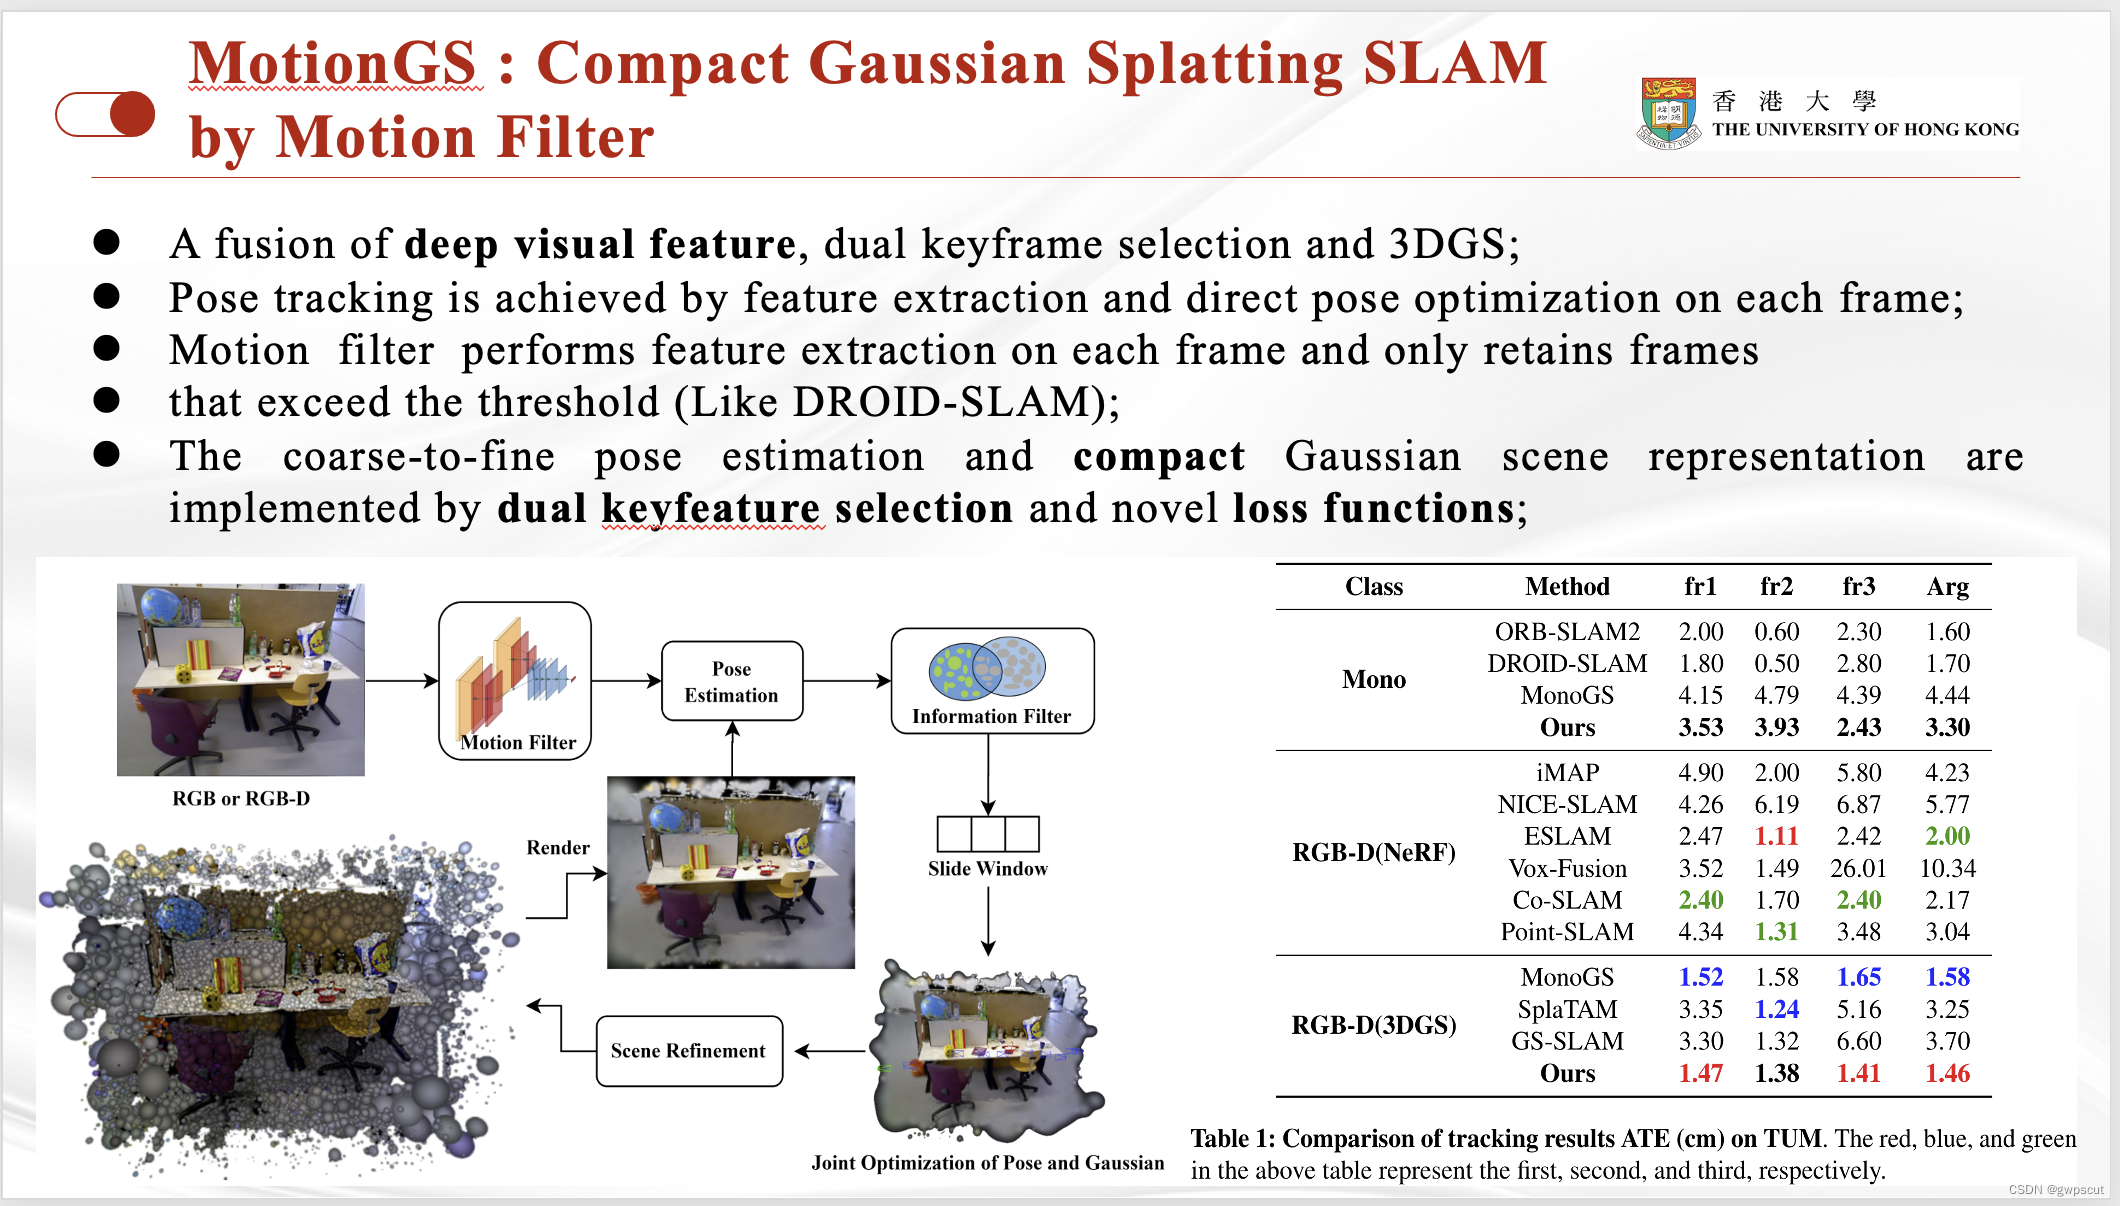 MotionGS : Compact Gaussian Splatting SLAM
by Motion Filter
香港大學
THE UNIVERSITY OF HONG KONG
● A fusion of deep visual feature, dual keyframe selection and 3DGS;
● Pose tracking is achieved by feature extraction and direct pose optimization on each frame;
● Motion filter performs feature extraction on each frame and only retains frames
● that exceed the threshold (Like DROID-SLAM);
● The coarse-to-fine pose estimation and compact Gaussian scene representation are
implemented by dual keyfeature selection and novel loss functions;
RGB or RGB-D
Motion Filter
Pose
Estimation
Information Filter
Slide Window
Render
Scene Refinement
Joint Optimization of Pose and Gaussian
Class Method fr1 fr2 fr3 Arg
Mono
ORB-SLAM2 2.00 0.60 2.30 1.60
DROID-SLAM 1.80 0.50 2.80 1.70
MonoGS 4.15 4.79 4.39 4.44
Ours 3.53 3.93 2.43 3.30
RGB-D(NeRF)
iMAP 4.90 2.00 5.80 4.23
NICE-SLAM 4.26 6.19 6.87 5.77
ESLAM 2.47 1.11 2.42 2.00
Vox-Fusion 3.52 1.49 26.01 10.34
Co-SLAM 2.40 1.70 2.40 2.17
Point-SLAM 4.34 1.31 3.48 3.04
RGB-D(3DGS)
MonoGS 1.52 1.58 1.65 1.58
SplaTAM 3.35 1.24 5.16 3.25
GS-SLAM 3.30 1.32 6.60 3.70
Ours 1.47 1.38 1.41 1.46
Table 1: Comparison of tracking results ATE (cm) on TUM. The red, blue, and green
in the above table represent the first, second, and third, respectively.
CSDN @gwpscut